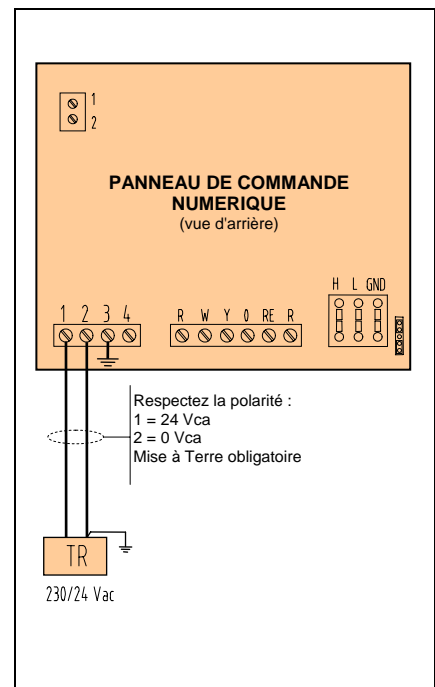 1
2
PANNEAU DE COMMANDE
NUMERIQUE
(vue d'arrière)
H L GND
1 2 3 4
R W Y 0 RE R
Respectez la polarité :
1 = 24 Vca
2 = 0 Vca
Mise à Terre obligatoire
TR
230/24 Vac